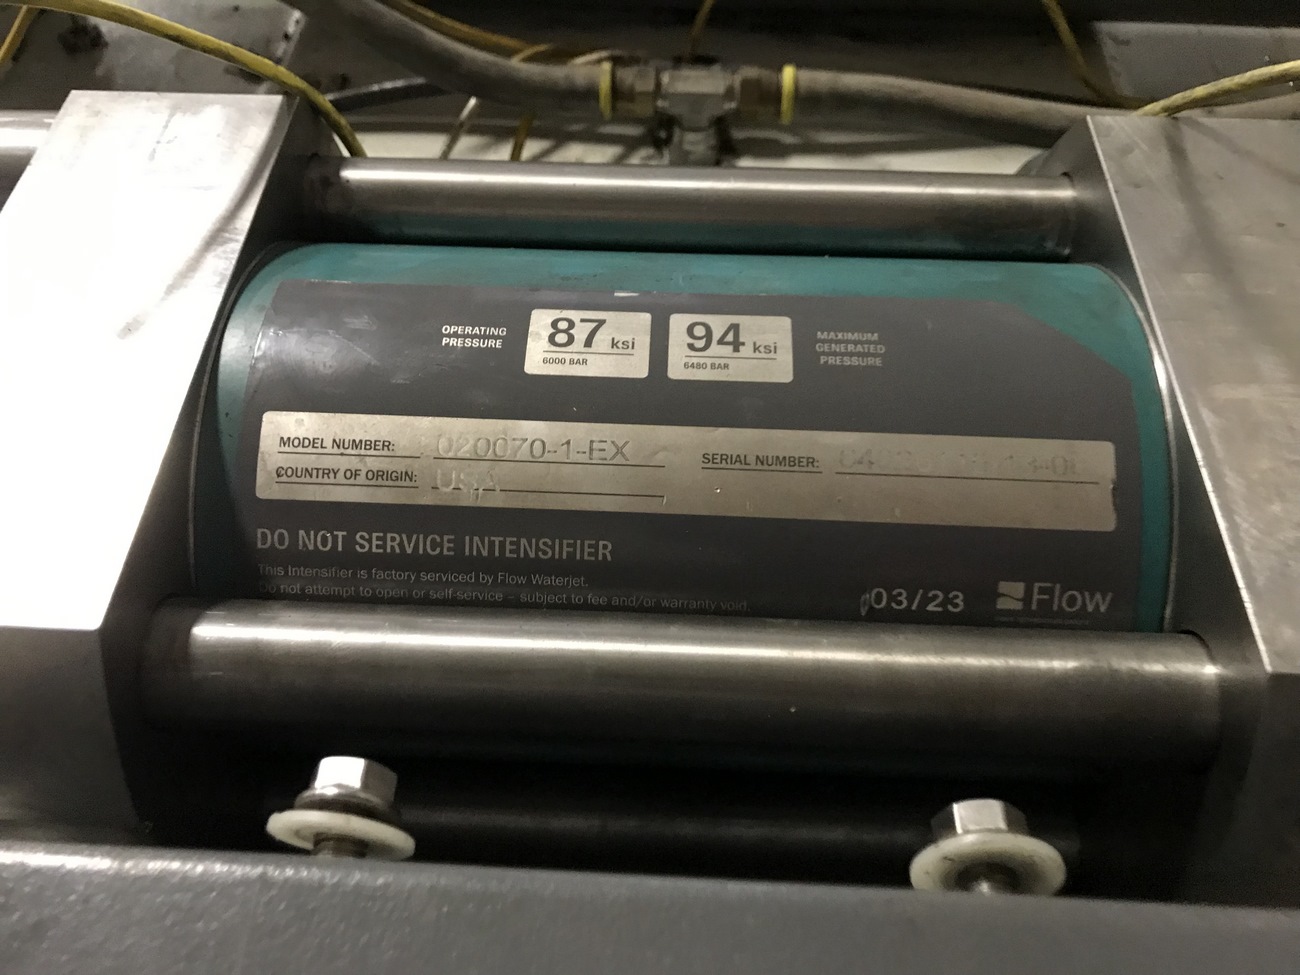 OPERATING
PRESSURE
87 ksi
6000 BAR
94 ksi
6480 BAR
MAXIMUM
GENERATED
PRESSURE
MODEL NUMBER: 020070-1-EX
SERIAL NUMBER:
COUNTRY OF ORIGIN: USA
DO NOT SERVICE INTENSIFIER
This Intensifier is factory serviced by Flow Waterjet.
Do not attempt to open or self-service – subject to fee and/or warranty void.
03/23
Flow